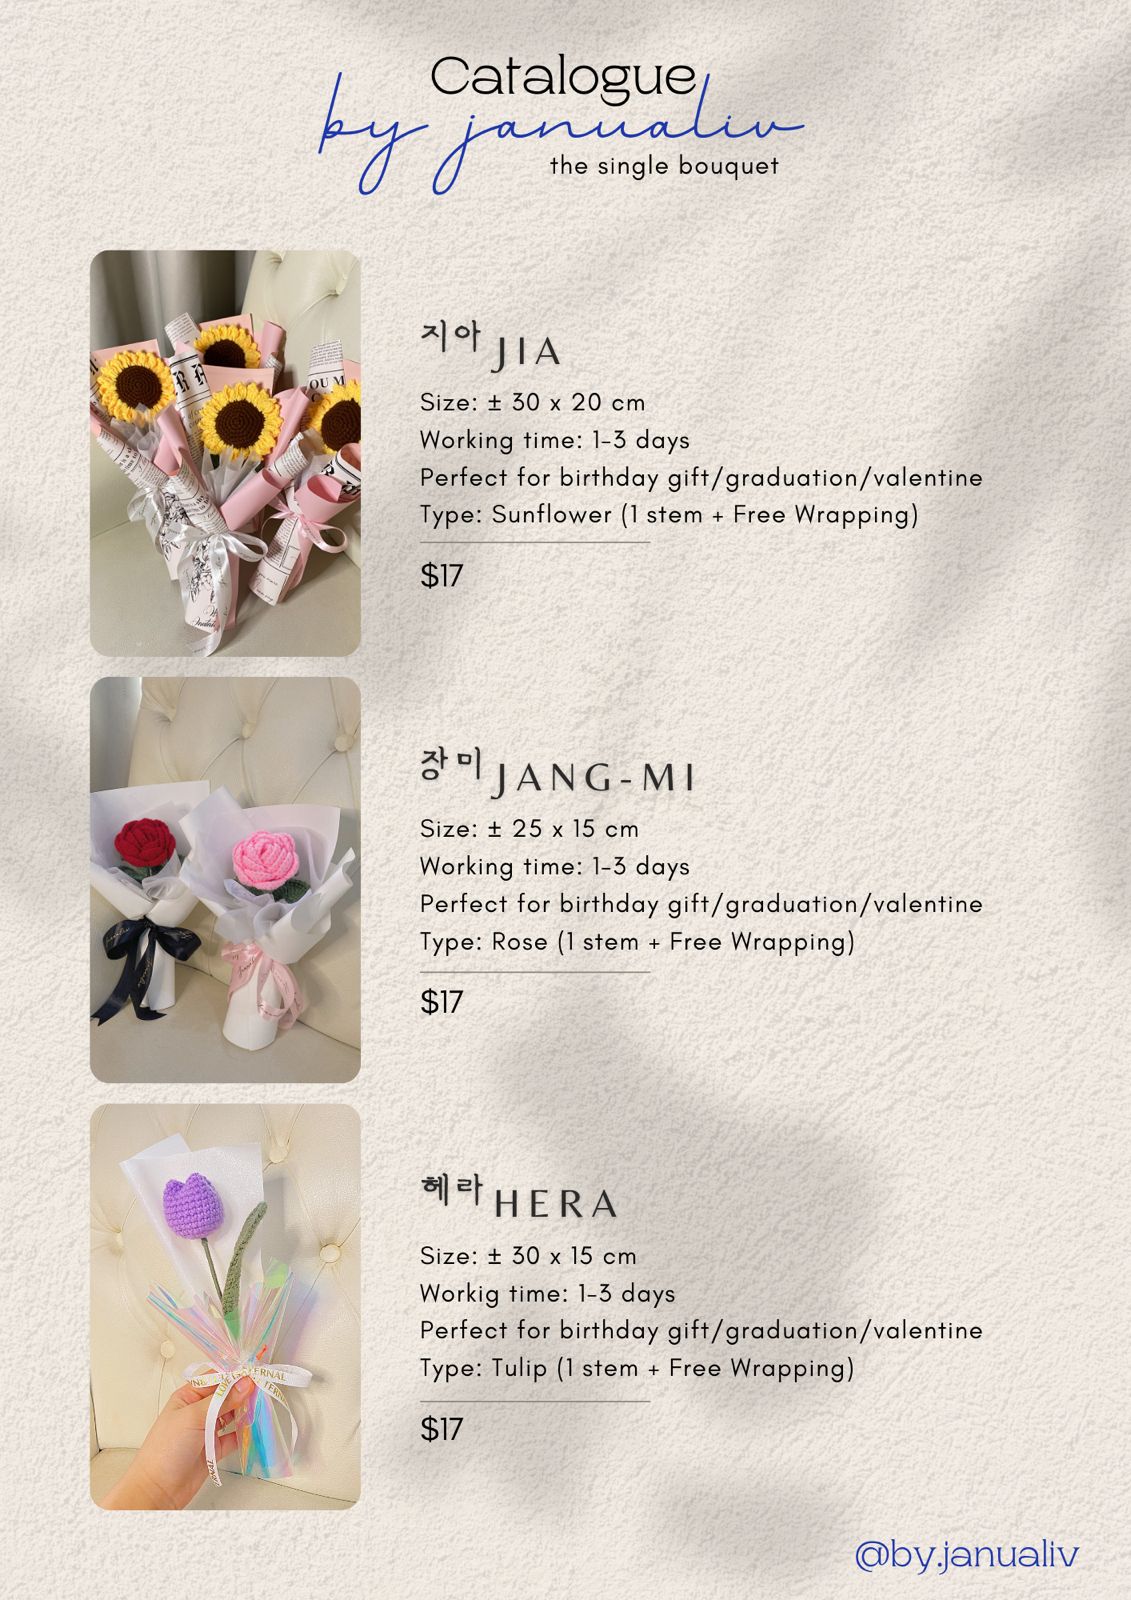 Catalogue
by janualiv
the single bouquet
지아 JIA
Size: ± 30 x 20 cm
Working time: 1-3 days
Perfect for birthday gift/graduation/valentine
Type: Sunflower (1 stem + Free Wrapping)
$17
장미 JANG-MI
Size: ± 25 x 15 cm
Working time: 1-3 days
Perfect for birthday gift/graduation/valentine
Type: Rose (1 stem + Free Wrapping)
$17
헤라 HERA
Size: ± 30 x 15 cm
Workig time: 1-3 days
Perfect for birthday gift/graduation/valentine
Type: Tulip (1 stem + Free Wrapping)
$17
@by.janualiv